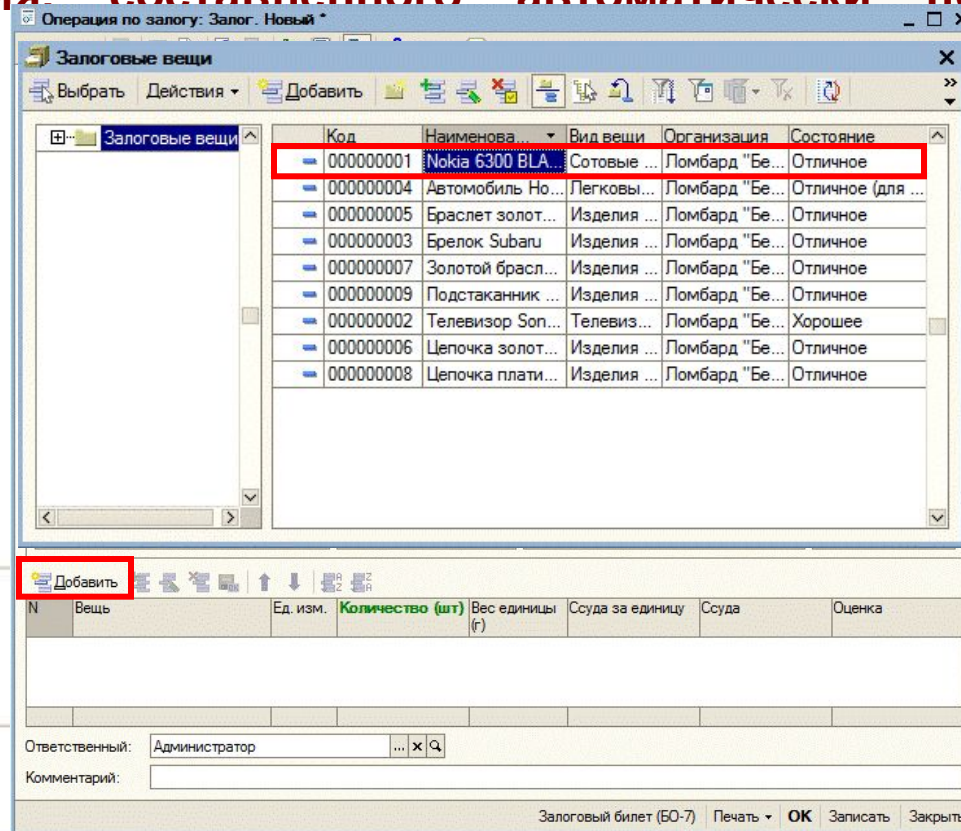 составленного автоматически
Операция по залогу: Залог. Новый *
Залоговые вещи
Выбрать Действия Добавить
Залоговые вещи
Код Наименова... Вид вещи Организация Состояние
000000001 Nokia 6300 BLA... Сотовые ... Ломбард "Бе... Отличное
000000004 Автомобиль Но... Легковы... Ломбард "Бе... Отличное (для ...
000000005 Браслет золот... Изделия ... Ломбард "Бе... Отличное
000000003 Брелок Subaru Изделия ... Ломбард "Бе... Отличное
000000007 Золотой брасл... Изделия ... Ломбард "Бе... Отличное
000000009 Подстаканник ... Изделия ... Ломбард "Бе... Отличное
000000002 Телевизор Son... Телевиз... Ломбард "Бе... Хорошее
000000006 Цепочка золот... Изделия ... Ломбард "Бе... Отличное
000000008 Цепочка плати... Изделия ... Ломбард "Бе... Отличное
Добавить
N Вещь Ед. изм. Количество (шт) Вес единицы (г) Ссуда за единицу Ссуда Оценка
Ответственный: Администратор ...
Комментарий:
Залоговый билет (БО-7) Печать OK Записать Закрыть